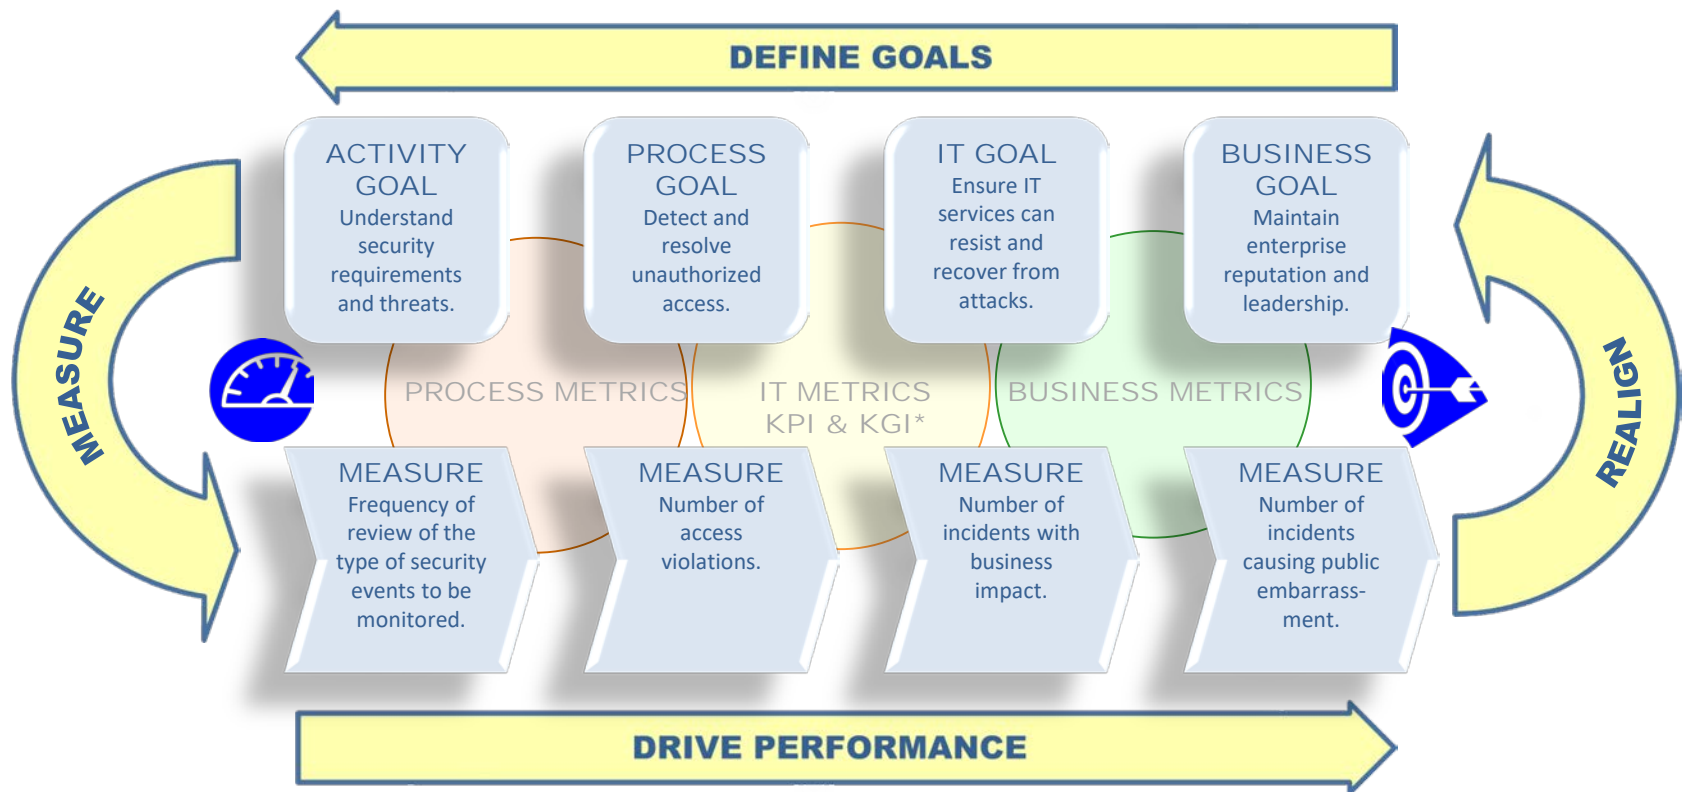 DEFINE GOALS
ACTIVITY
GOAL
Understand
security
requirements
and threats.
PROCESS
GOAL
Detect and
resolve
unauthorized
access.
IT GOAL
Ensure IT
services can
resist and
recover from
attacks.
BUSINESS
GOAL
Maintain
enterprise
reputation and
leadership.
MEASURE
PROCESS METRICS
IT METRICS
KPI & KGI*
BUSINESS METRICS
REALIGN
MEASURE
Frequency of
review of the
type of security
events to be
monitored.
MEASURE
Number of
access
violations.
MEASURE
Number of
incidents with
business
impact.
MEASURE
Number of
incidents
causing public
embarrass-
ment.
DRIVE PERFORMANCE